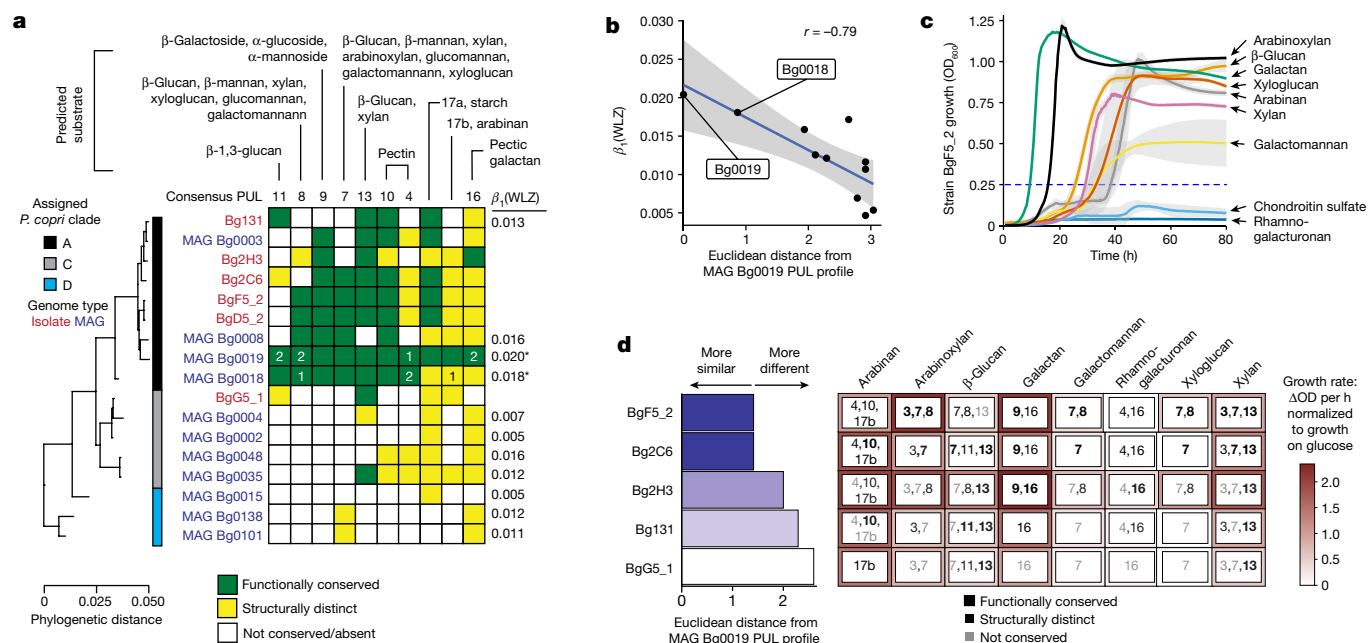 a
Predicted
substrate
β-Galactoside, α-glucoside,
α-mannoside
β-Glucan, β-mannan, xylan,
arabinoxylan, glucomannan,
galactomannann, xyloglucan
β-Glucan, β-mannan, xylan,
xyloglucan, glucomannan,
galactomannann
β-Glucan,
xylan
17a, starch
17b, arabinan
β-1,3-glucan
Pectin
Pectic
galactan
Consensus PUL
11 8 9 7 13 10 4 16
β1(WLZ)
Assigned
P. copri clade
A
C
D
Genome type
Isolate MAG
Bg131 0.013
MAG Bg0003
Bg2H3
Bg2C6
BgF5_2
BgD5_2
MAG Bg0008 0.016
MAG Bg0019 2 2 1 2 0.020*
MAG Bg0018 1 2 1 0.018*
BgG5_1
MAG Bg0004 0.007
MAG Bg0002 0.005
MAG Bg0048 0.016
MAG Bg0035 0.012
MAG Bg0015 0.005
MAG Bg0138 0.012
MAG Bg0101 0.011
0 0.025 0.050
Phylogenetic distance
Functionally conserved
Structurally distinct
Not conserved/absent
b
β1(WLZ)
0.030
0.025
0.020
0.015
0.010
0.005
r = −0.79
Bg0018
Bg0019
0 1 2 3
Euclidean distance from
MAG Bg0019 PUL profile
c
Strain BgF5_2 growth (OD600)
1.25
1.00
0.75
0.50
0.25
0
0 20 40 60 80
Time (h)
Arabinoxylan
β-Glucan
Galactan
Xyloglucan
Arabinan
Xylan
Galactomannan
Chondroitin sulfate
Rhamno-
galacturonan
d
More
similar
More
different
BgF5_2
Bg2C6
Bg2H3
Bg131
BgG5_1
0 1 2
Euclidean distance from
MAG Bg0019 PUL profile
Arabinan
Arabinoxylan
β-Glucan
Galactan
Galactomannan
Rhamno-
galacturonan
Xyloglucan
Xylan
4,10,
17b
3,7,8
7,8,13
9,16
7,8
4,16
7,8
3,7,13
4,10,
17b
3,7
7,11,13
9,16
7
4,16
7
3,7,13
4,10,
17b
3,7,8
7,8,13
9,16
7,8
4,16
7,8
3,7,13
4,10,
17b
3,7
7,11,13
16
7
4,16
7
3,7,13
17b
3,7
7,11,13
16
7
16
7
3,7,13
Functionally conserved
Structurally distinct
Not conserved
Growth rate:
ΔOD per h
normalized
to growth
on glucose
2.0
1.5
1.0
0.5
0